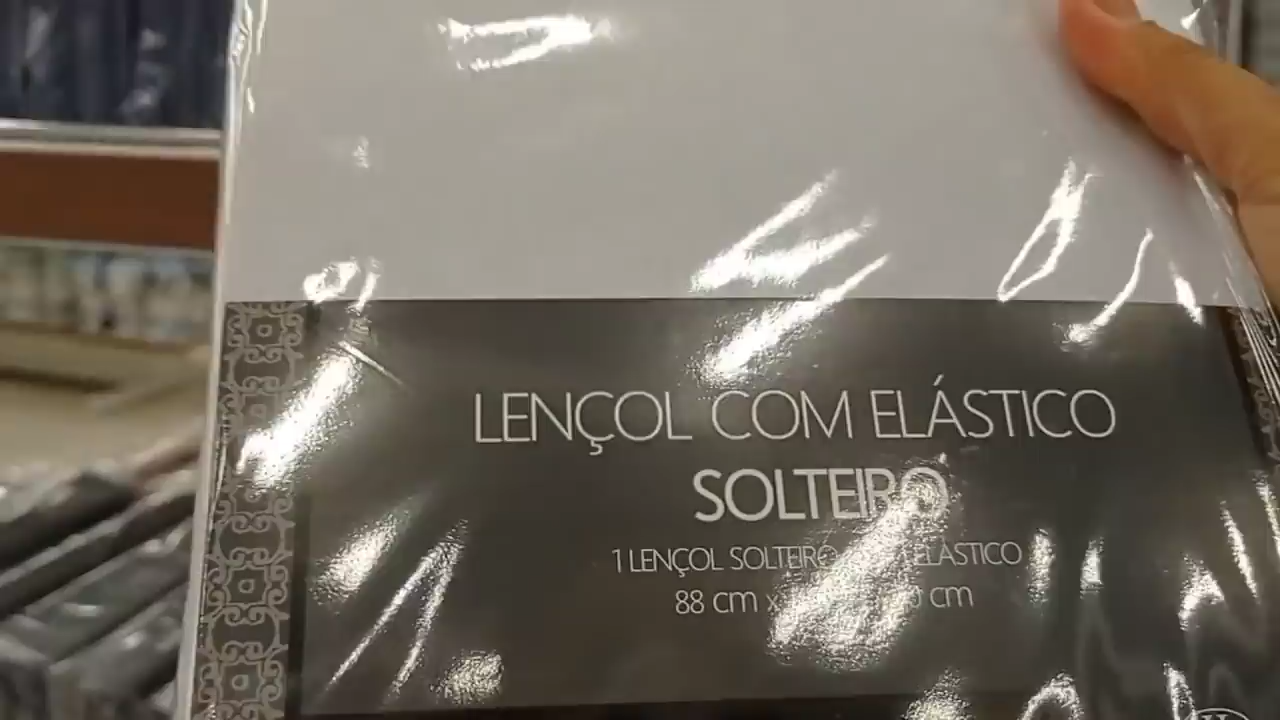 LENÇOL COM ELÁSTICO
SOLTEIRO
1 LENÇOL SOLTEIRO ELÁSTICO
88 cm x cm